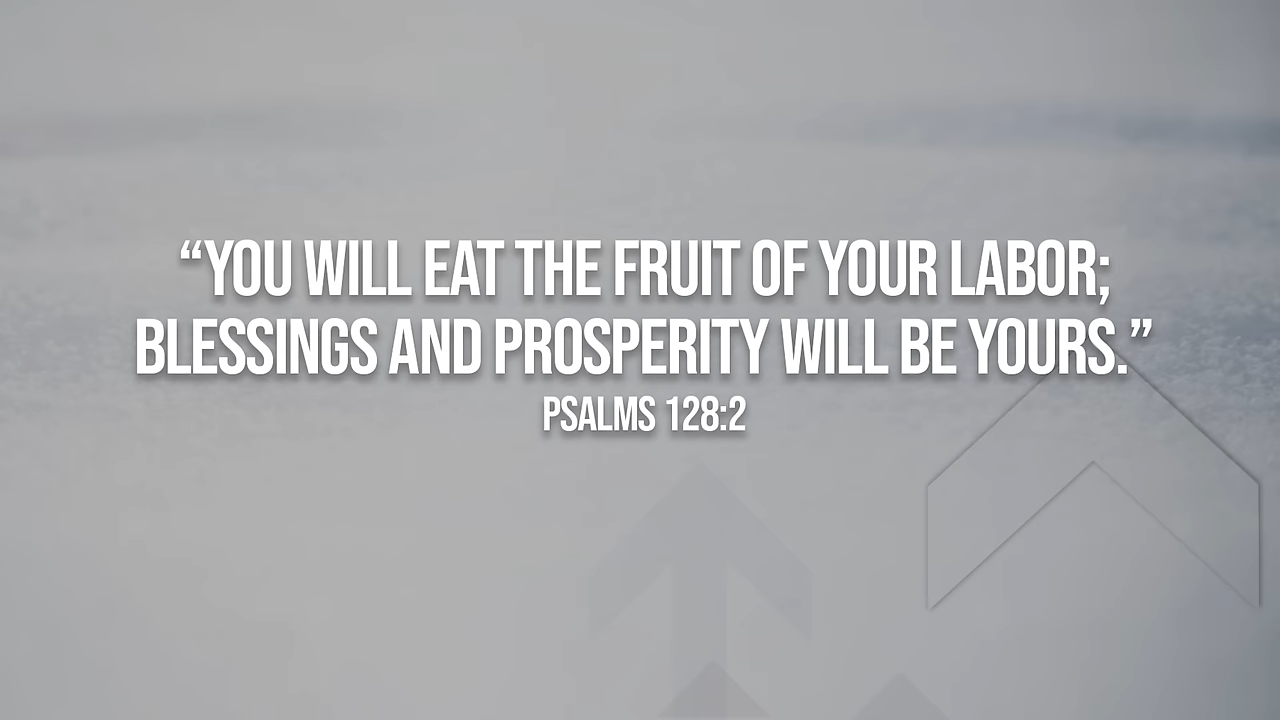 “YOU WILL EAT THE FRUIT OF YOUR LABOR;
BLESSINGS AND PROSPERITY WILL BE YOURS.”
PSALMS 128:2